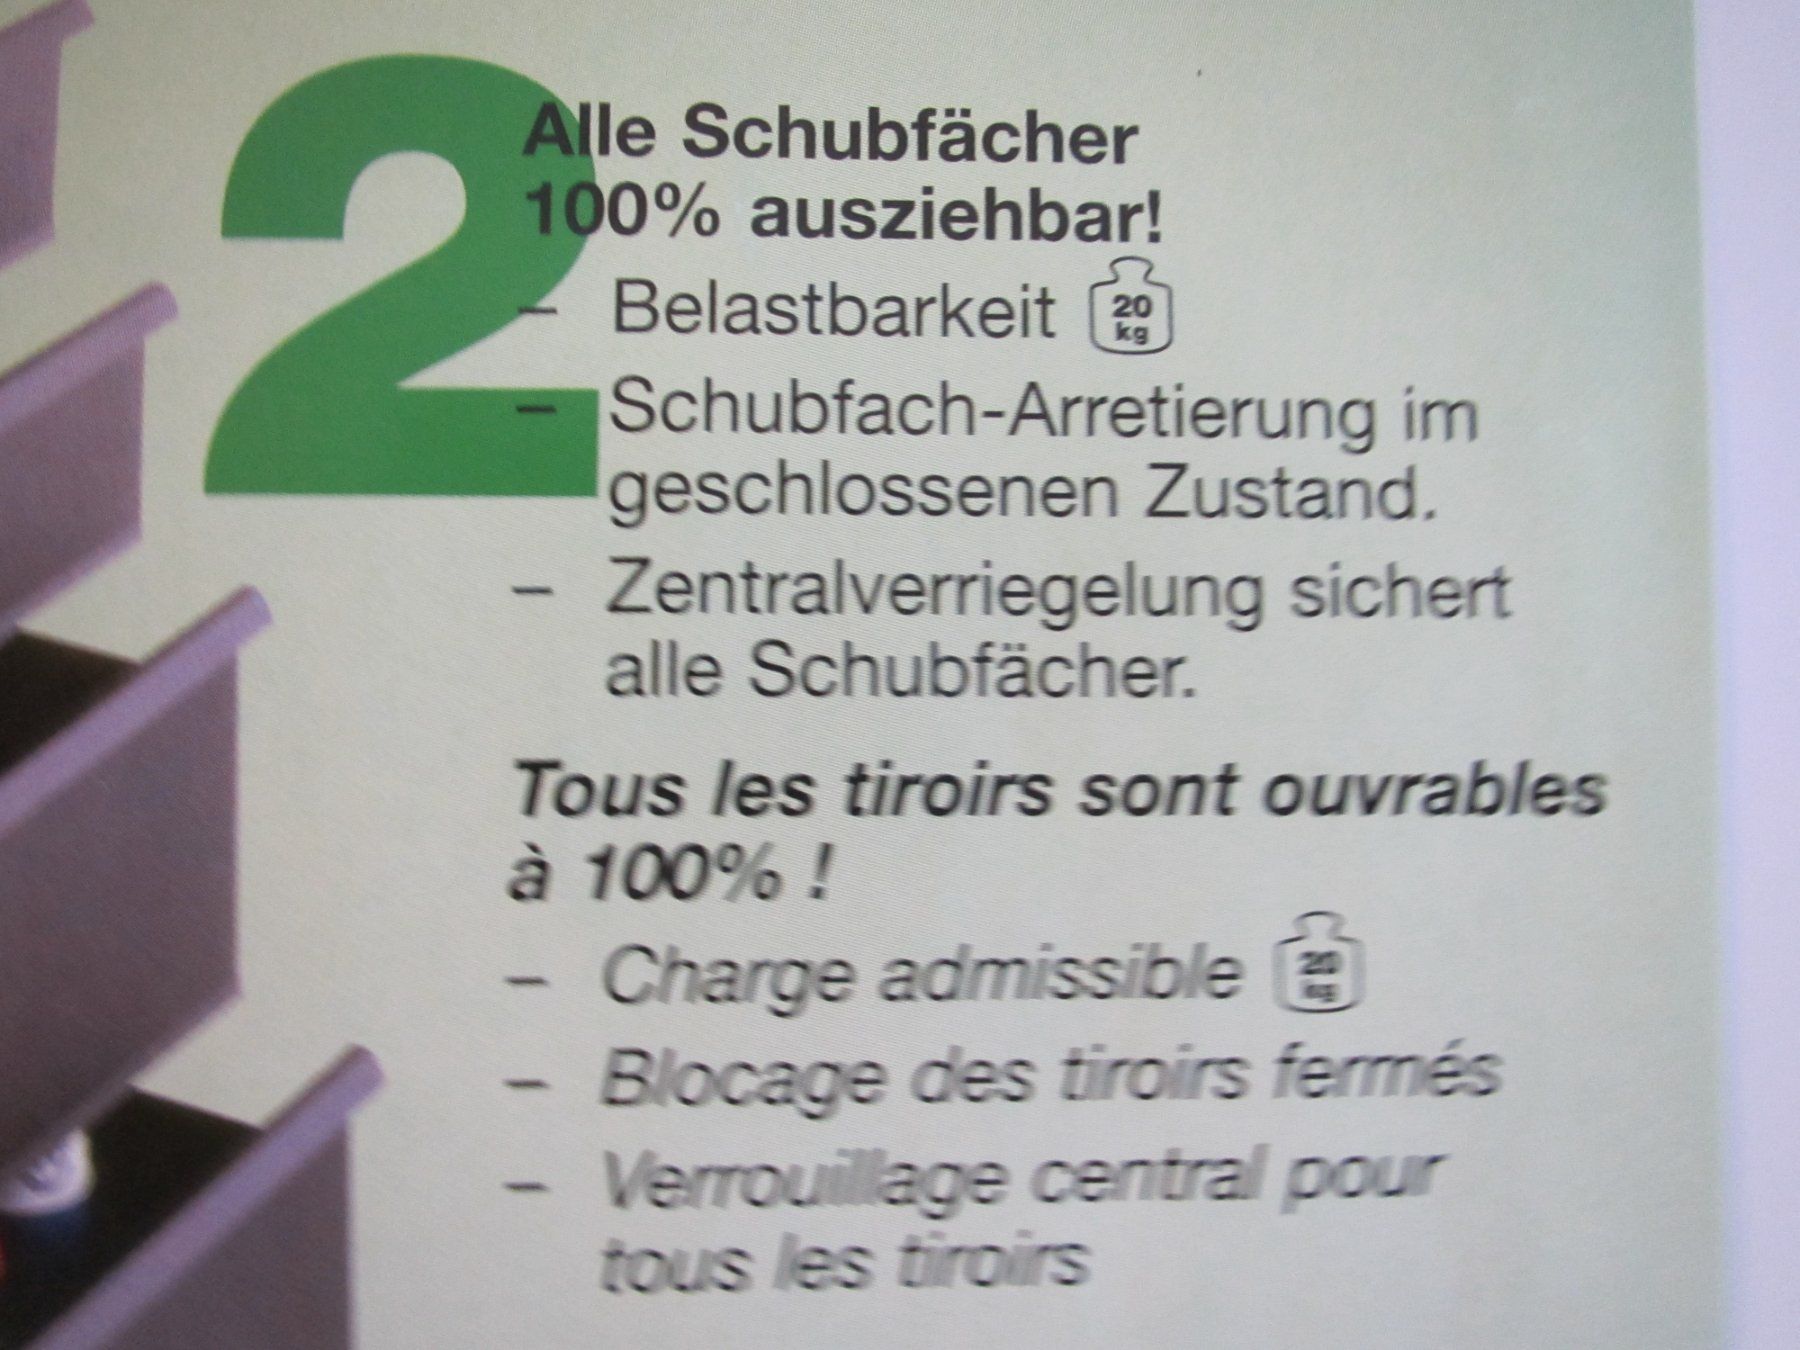 2
Alle Schubfächer
100% ausziehbar!
– Belastbarkeit 20 kg
– Schubfach-Arretierung im
geschlossenen Zustand.
– Zentralverriegelung sichert
alle Schubfächer.
Tous les tiroirs sont ouvrables
à 100% !
– Charge admissible 20 kg
– Blocage des tiroirs fermés
– Verrouillage central pour
tous les tiroirs